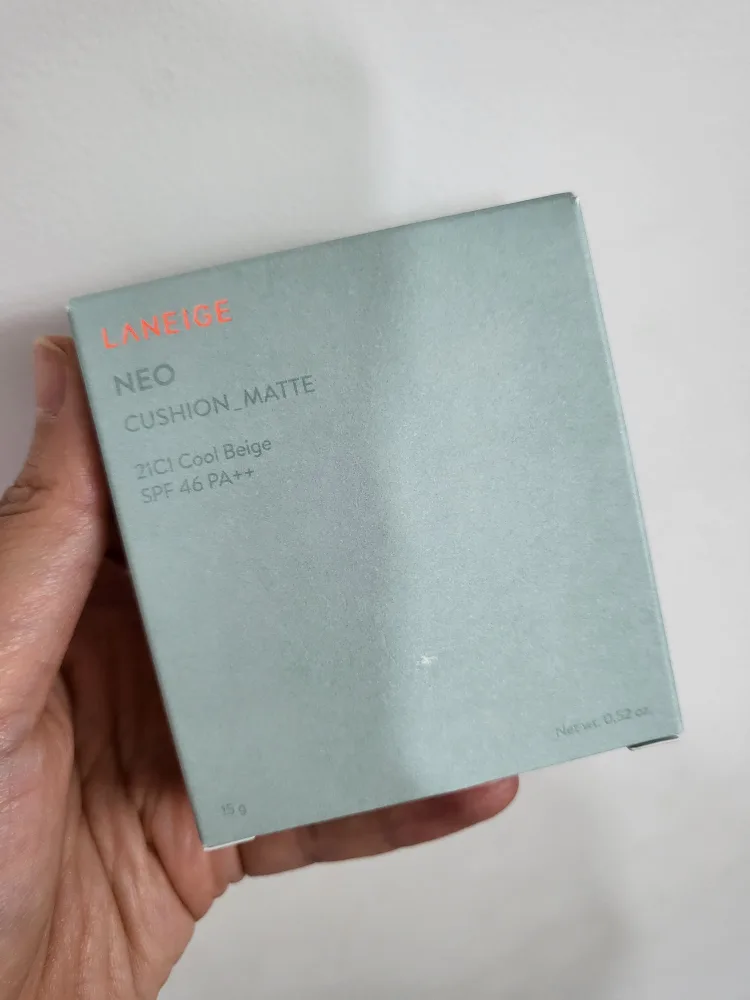 LANEIGE
NEO
CUSHION_MATTE
21C1 Cool Beige
SPF 46 PA++
Net wt. 0.52 oz.
15 g